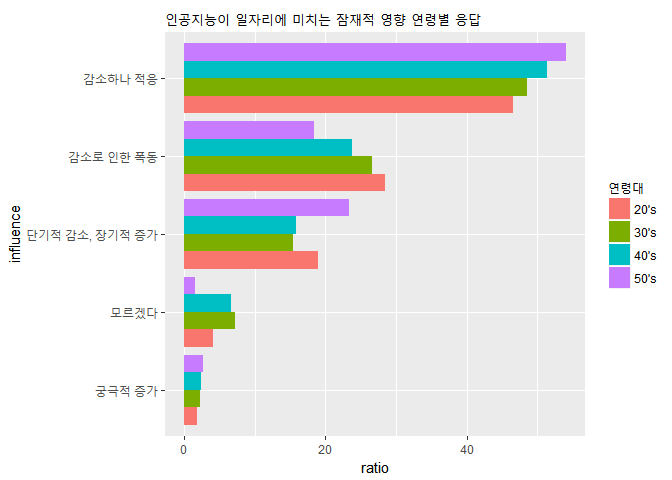 인공지능이 일자리에 미치는 잠재적 영향 연령별 응답
influence
감소하나 적응
감소로 인한 폭동
단기적 감소, 장기적 증가
모르겠다
궁극적 증가
0 20 40
ratio
연령대
20's
30's
40's
50's